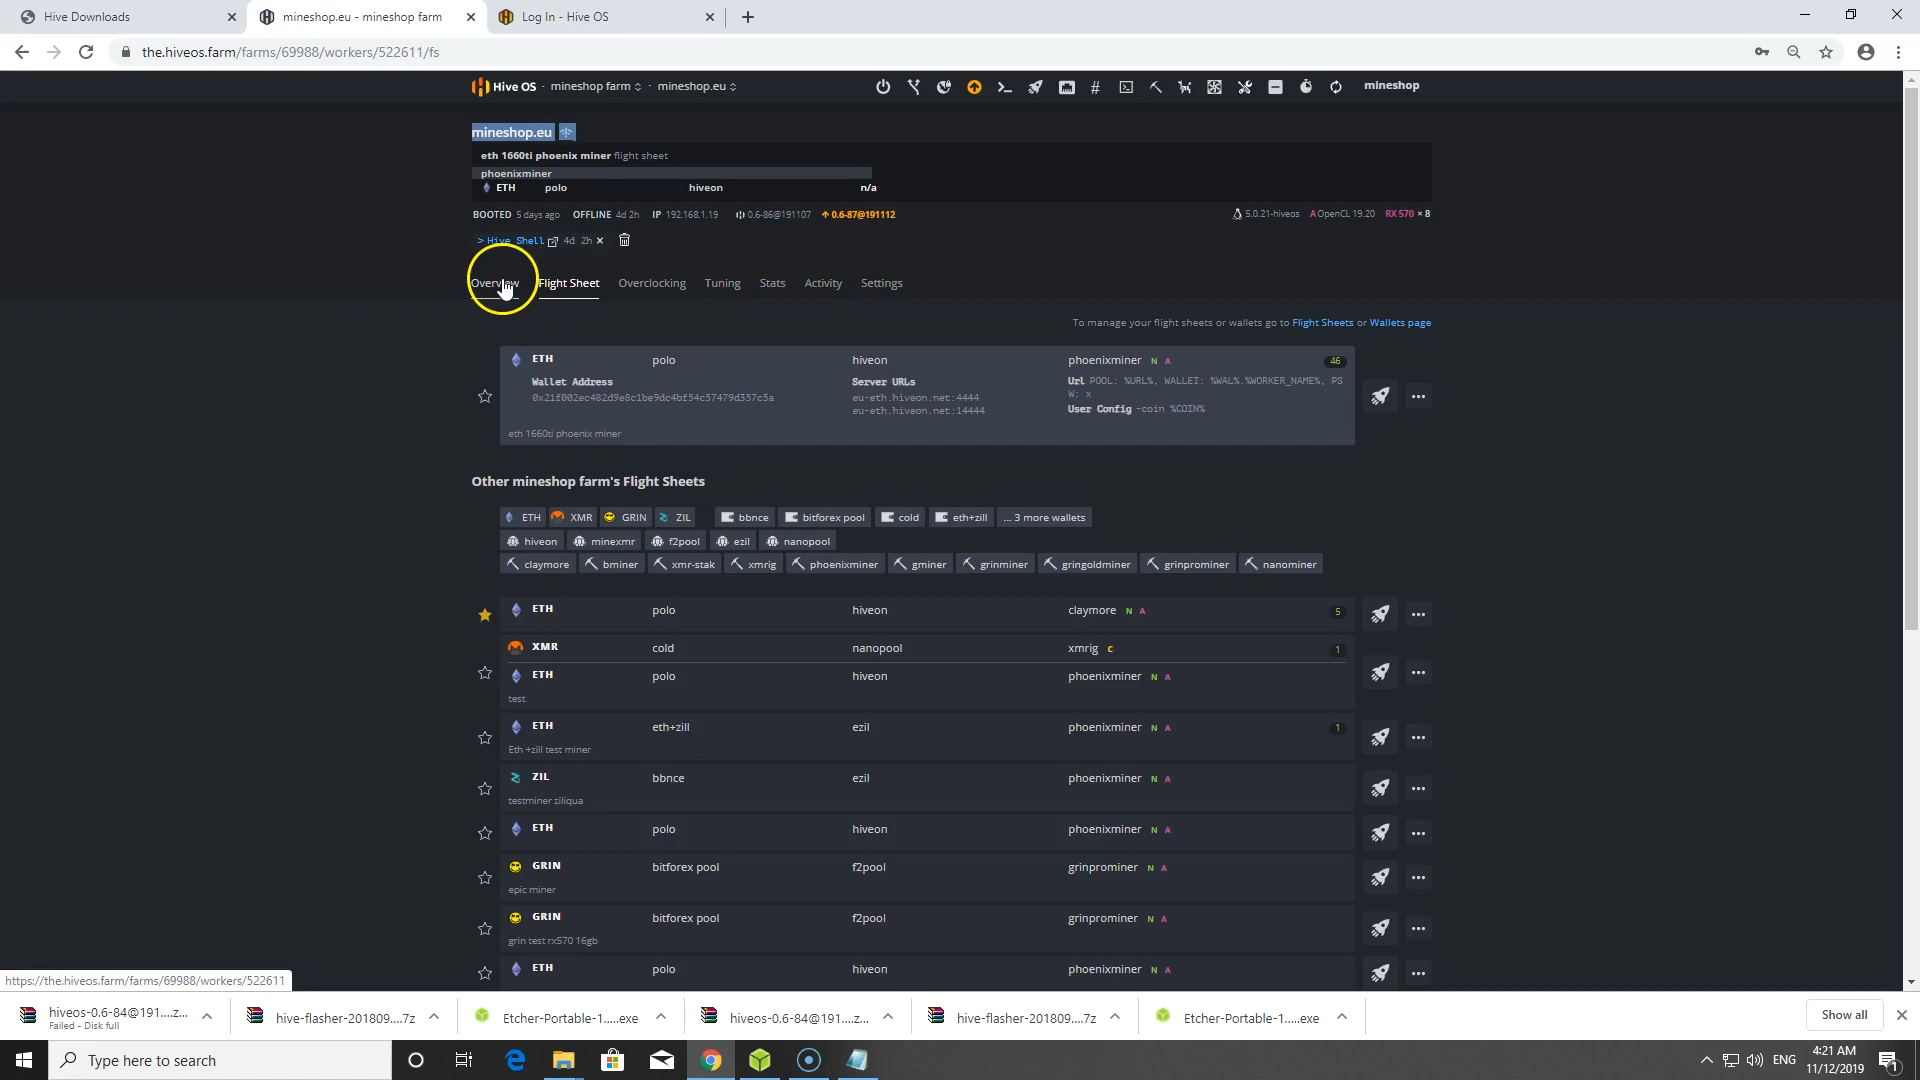 Hive Downloads
mineshop.eu - mineshop farm
Log In - Hive OS
the.hiveos.farm/farms/69988/workers/522611/fs
Hive OS · mineshop farm · mineshop.eu
mineshop
mineshop.eu
eth 1660ti phoenix miner flight sheet
phoenixminer
ETH polo hiveon n/a
BOOTED 5 days ago OFFLINE 4d 2h IP 192.168.1.19 0.6-86@191107 0.6-87@191112
5.0.21-hiveos A OpenCL 19.20 RX 570 × 8
> Hive Shell 4d 2h ×
Overview Flight Sheet Overclocking Tuning Stats Activity Settings
To manage your flight sheets or wallets go to Flight Sheets or Wallets page
ETH polo hiveon phoenixminer N A 46
Wallet Address Server URLs Url POOL: %URL%, WALLET: %WAL%.%WORKER_NAME%, PS
W: x
0x21f002ec482d9e8c1be9dc4bf54c57479d357c5a eu-eth.hiveon.net:4444
eu-eth.hiveon.net:14444 User Config -coin %COIN%
eth 1660ti phoenix miner
Other mineshop farm's Flight Sheets
ETH XMR GRIN ZIL bbnce bitforex pool cold eth+zill ... 3 more wallets
hiveon minexmr f2pool ezil nanopool
claymore bminer xmr-stak xmrig phoenixminer gminer grinminer gringoldminer grinprominer nanominer
ETH polo hiveon claymore N A 5
XMR cold nanopool xmrig C 1
ETH polo hiveon phoenixminer N A
test
ETH eth+zill ezil phoenixminer N A 1
Eth +zill test miner
ZIL bbnce ezil phoenixminer N A
testminer ziliqua
ETH polo hiveon phoenixminer N A
GRIN bitforex pool f2pool grinprominer N A
epic miner
GRIN bitforex pool f2pool grinprominer N A
grin test rx570 16gb
ETH polo hiveon phoenixminer N A
https://the.hiveos.farm/farms/69988/workers/522611
hiveos-0.6-84@191....z...
Failed - Disk full
hive-flasher-201809....7z
Etcher-Portable-1.....exe
hiveos-0.6-84@191....z...
hive-flasher-201809....7z
Etcher-Portable-1.....exe
Show all
Type here to search
ENG
4:21 AM
11/12/2019
1